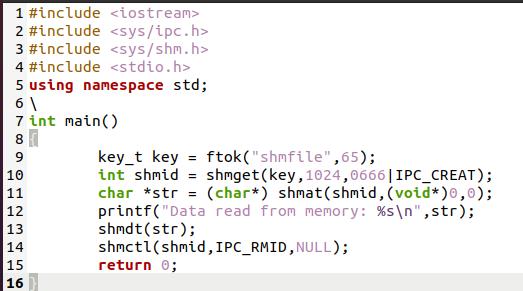 1 #include <iostream>
2 #include <sys/ipc.h>
3 #include <sys/shm.h>
4 #include <stdio.h>
5 using namespace std;
6 \
7 int main()
8 {
9         key_t key = ftok("shmfile",65);
10         int shmid = shmget(key,1024,0666|IPC_CREAT);
11         char *str = (char*) shmat(shmid,(void*)0,0);
12         printf("Data read from memory: %s\n",str);
13         shmdt(str);
14         shmctl(shmid,IPC_RMID,NULL);
15         return 0;
16 }